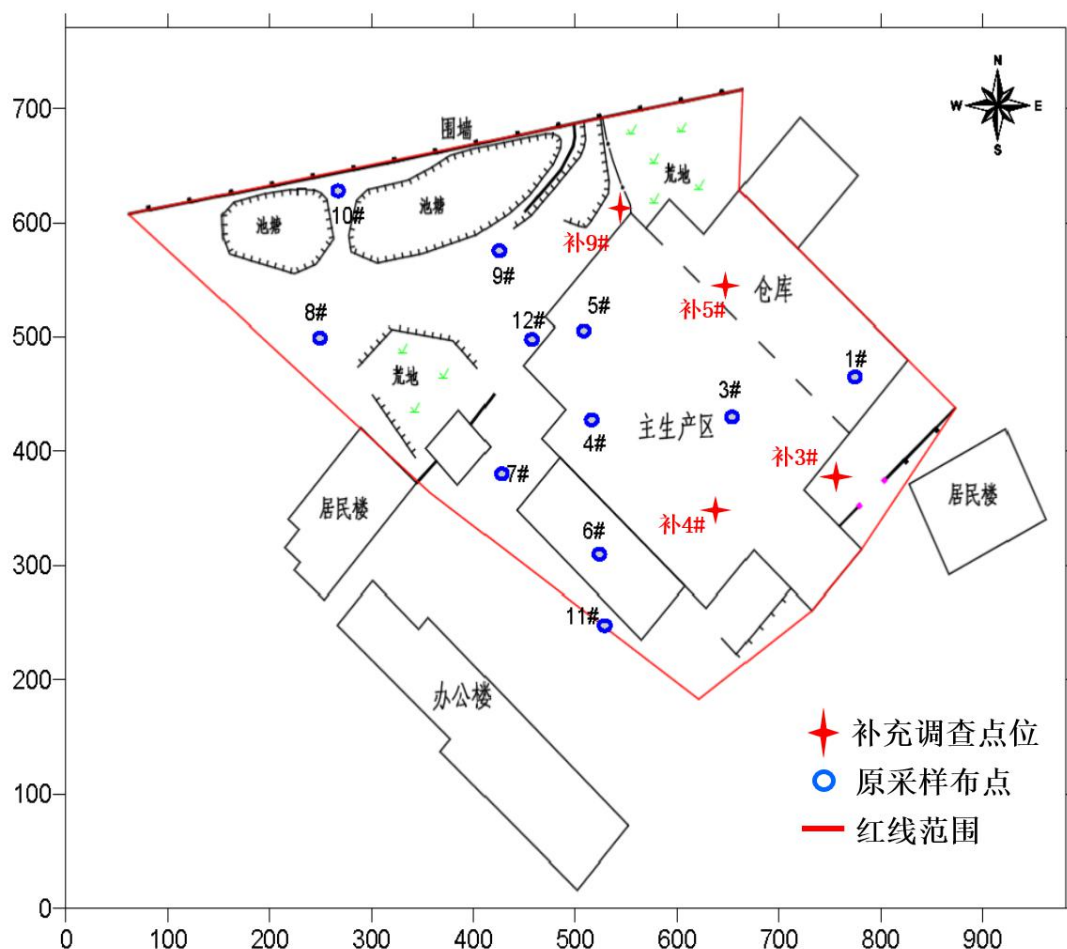 700
600
500
400
300
200
100
0
0
100
200
300
400
500
600
700
800
900
N
W
E
S
围墙
荒地
池塘
10#
池塘
补9#
9#
仓库
补5#
8#
12#
5#
1#
荒地
3#
主生产区
4#
补3#
7#
居民楼
居民楼
补4#
6#
11#
办公楼
补充调查点位
原采样布点
红线范围